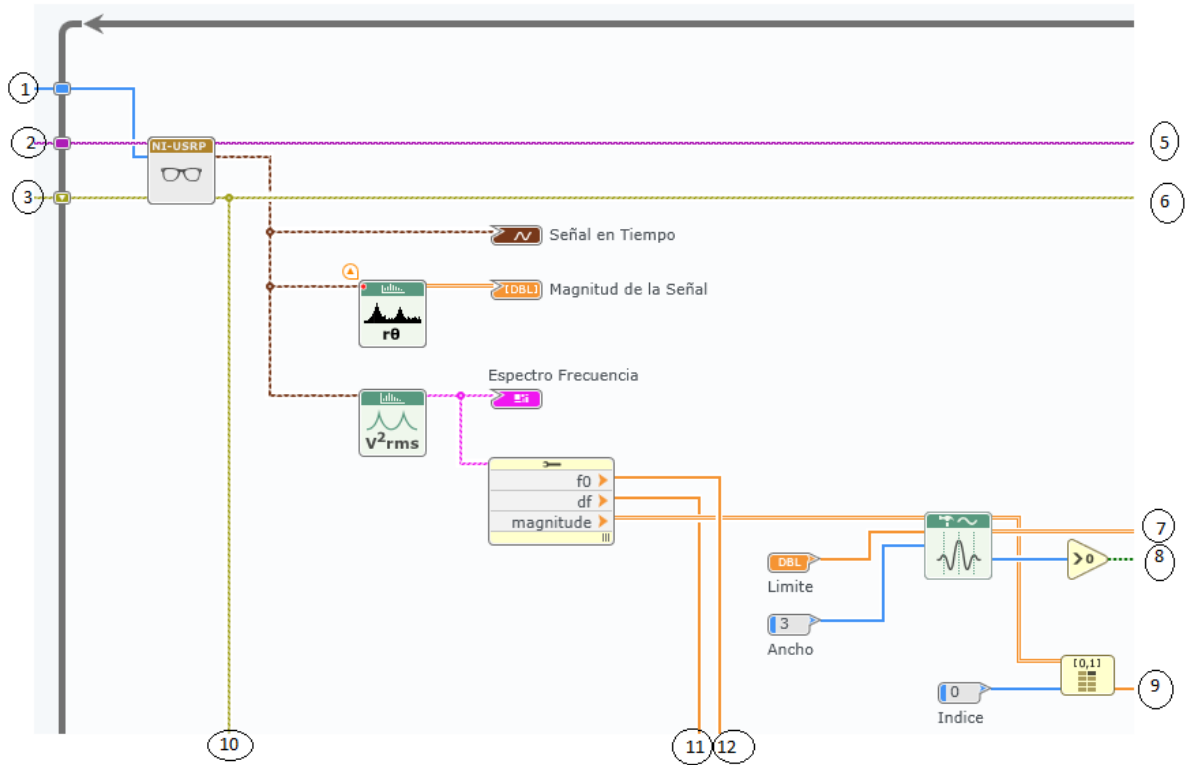 1
2
NI-USRP
5
3
6
Señal en Tiempo
[DBL]
Magnitud de la Señal
rθ
Espectro Frecuencia
V²rms
f0
df
magnitude
7
DBL
>0
8
Limite
3
Ancho
[0,1]
0
9
Indice
10
11
12